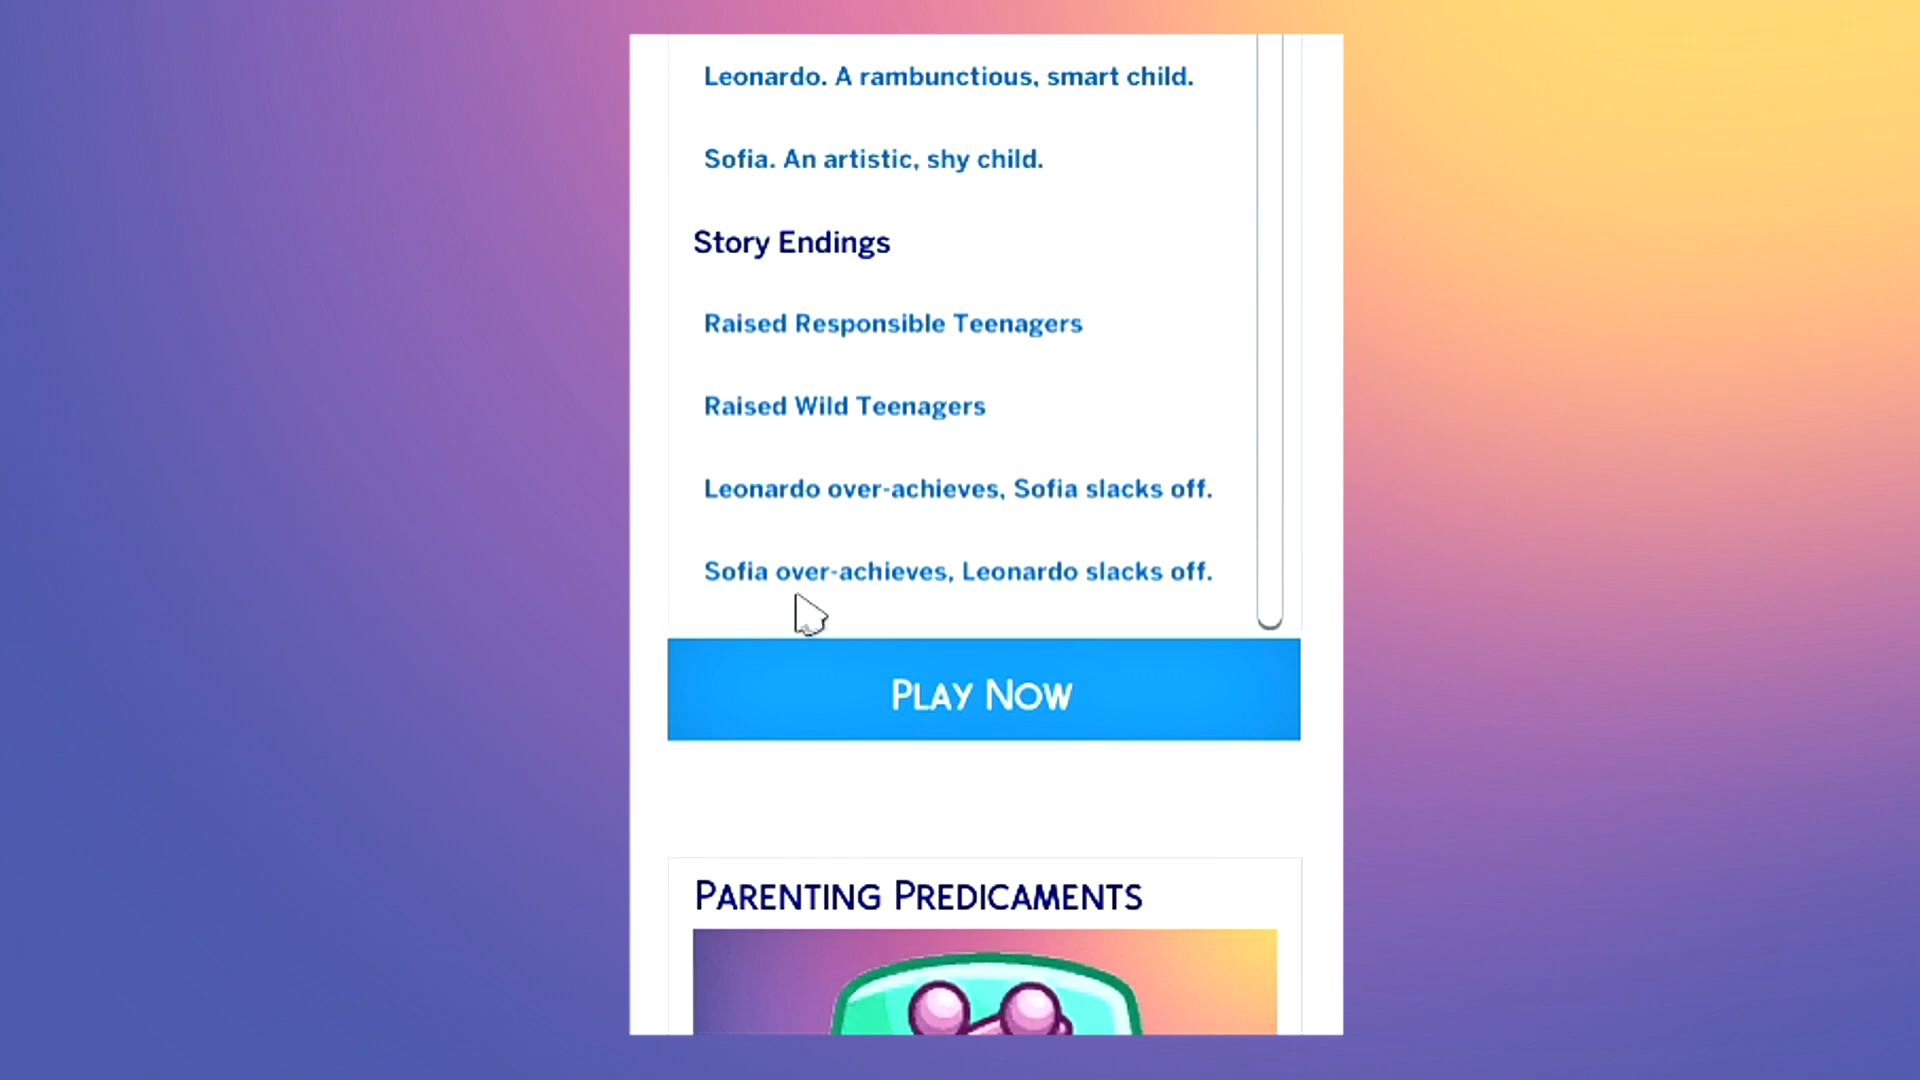 Leonardo. A rambunctious, smart child.
Sofia. An artistic, shy child.
Story Endings
Raised Responsible Teenagers
Raised Wild Teenagers
Leonardo over-achieves, Sofia slacks off.
Sofia over-achieves, Leonardo slacks off.
PLAY NOW
PARENTING PREDICAMENTS